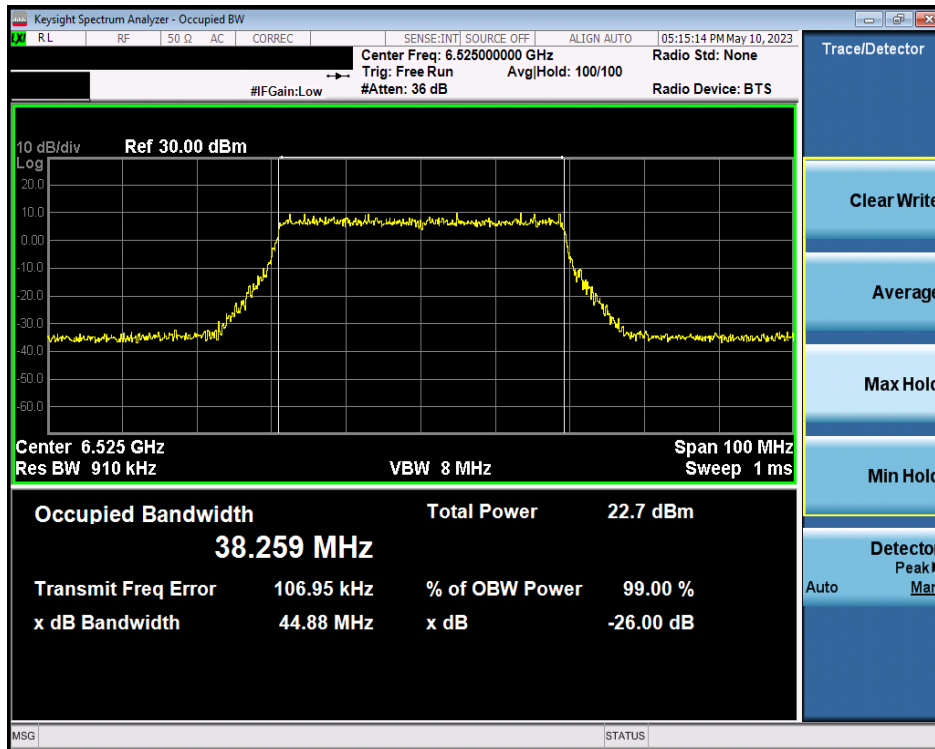 Keysight Spectrum Analyzer - Occupied BW
LXI RL RF 50 Ω AC CORREC SENSE:INT SOURCE OFF ALIGN AUTO 05:15:14 PM May 10, 2023
Center Freq: 6.525000000 GHz Radio Std: None
Trig: Free Run Avg|Hold: 100/100
#IFGain:Low #Atten: 36 dB Radio Device: BTS
10 dB/div Ref 30.00 dBm
Log
20.0
10.0
0.00
-10.0
-20.0
-30.0
-40.0
-50.0
-60.0
Center 6.525 GHz Span 100 MHz
Res BW 910 kHz VBW 8 MHz Sweep 1 ms
Occupied Bandwidth Total Power 22.7 dBm
38.259 MHz
Transmit Freq Error 106.95 kHz % of OBW Power 99.00 %
x dB Bandwidth 44.88 MHz x dB -26.00 dB
MSG STATUS
Trace/Detector
Clear Write
Average
Max Hold
Min Hold
Detector
Peak
Auto Man